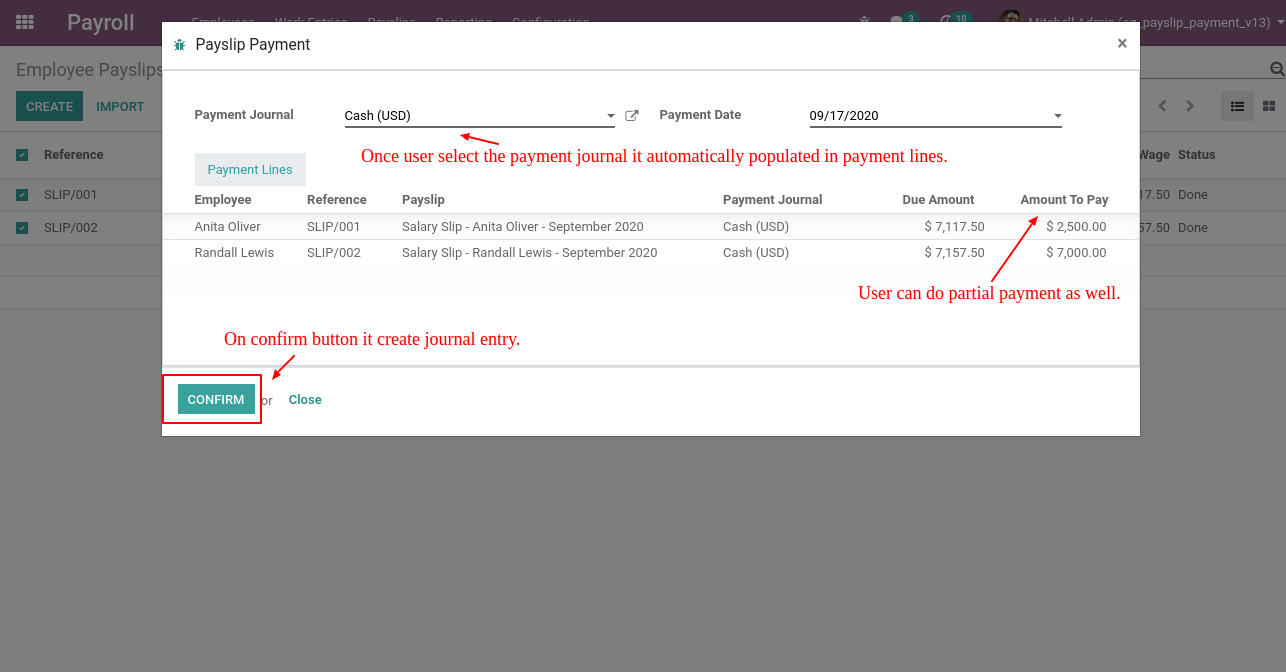 Payroll Employees Work Entries Payslips Reporting Configuration 3 10 Mitchell Admin
_payslip_payment_v13)
Payslip Payment ×
Employee Payslips
CREATE IMPORT
Payment Journal Cash (USD) Payment Date 09/17/2020
Once user select the payment journal it automatically populated in payment lines.
Reference Wage Status
Payment Lines
Employee Reference Payslip Payment Journal Due Amount Amount To Pay
SLIP/001 17.50 Done
Anita Oliver SLIP/001 Salary Slip - Anita Oliver - September 2020 Cash (USD) $ 7,117.50 $ 2,500.00
SLIP/002 57.50 Done
Randall Lewis SLIP/002 Salary Slip - Randall Lewis - September 2020 Cash (USD) $ 7,157.50 $ 7,000.00
User can do partial payment as well.
On confirm button it create journal entry.
CONFIRM or Close